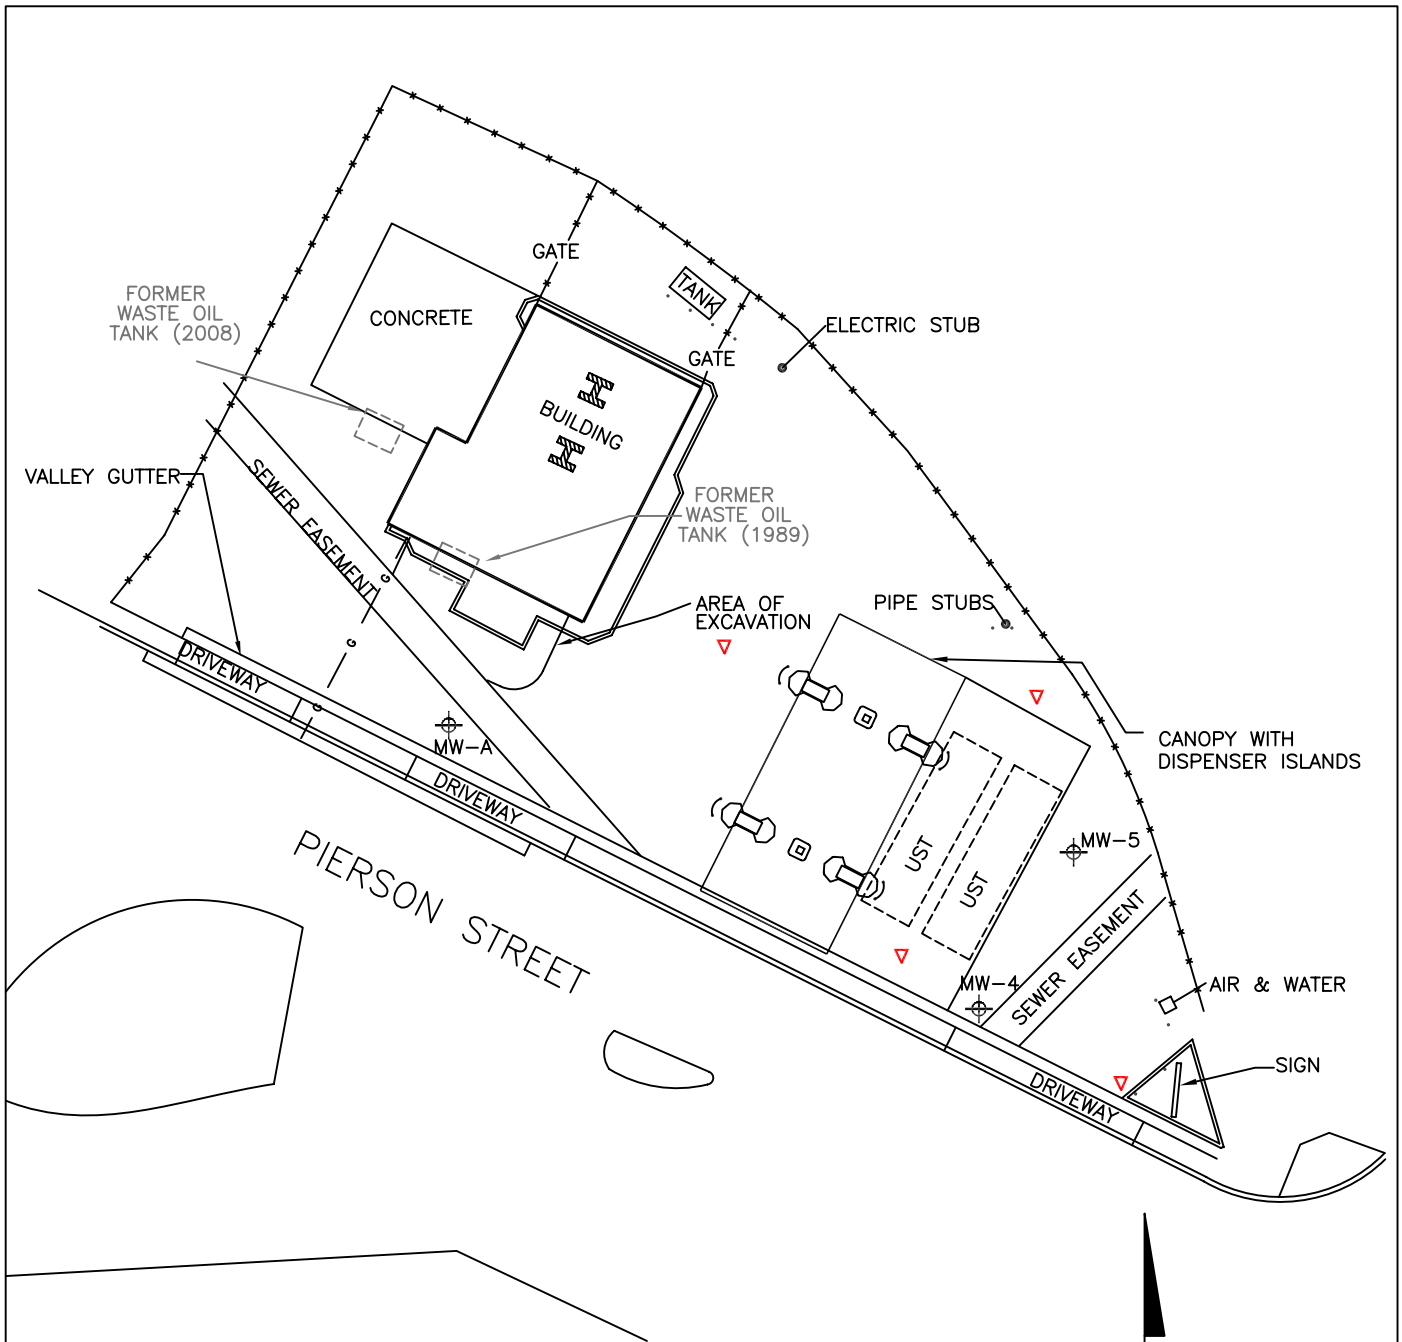 GATE
TANK
FORMER
WASTE OIL
TANK (2008)
CONCRETE
ELECTRIC STUB
GATE
BUILDING
VALLEY GUTTER
SEWER EASEMENT
FORMER
WASTE OIL
TANK (1989)
G
AREA OF
EXCAVATION
PIPE STUBS
G
DRIVEWAY
G
MW-A
CANOPY WITH
DISPENSER ISLANDS
DRIVEWAY
UST
UST
MW-5
PIERSON STREET
SEWER EASEMENT
MW-4
AIR & WATER
SIGN
DRIVEWAY